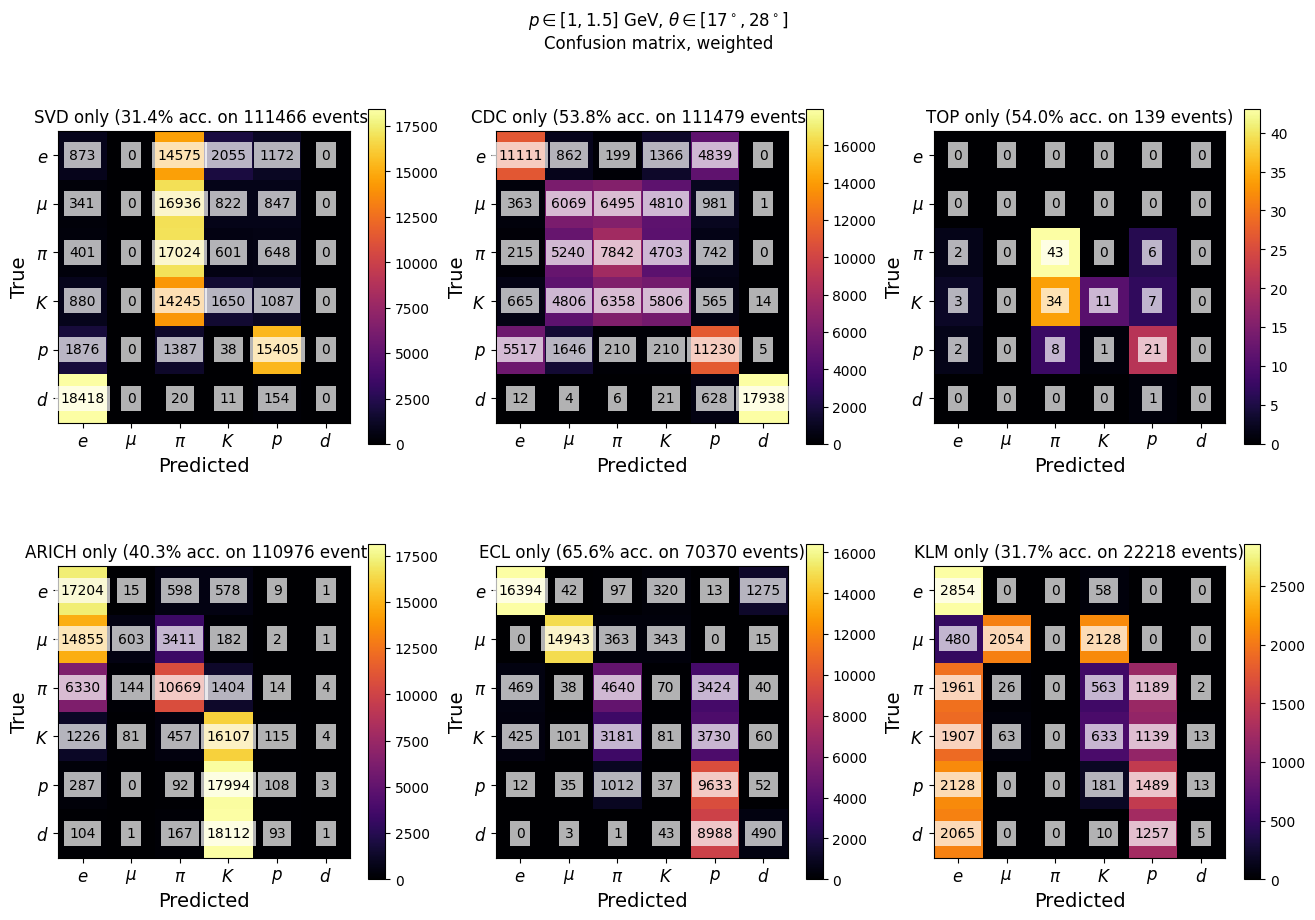 p ∈ [1, 1.5] GeV, θ ∈ [17°, 28°]
Confusion matrix, weighted
SVD only (31.4% acc. on 111466 events
e 873 0 14575 2055 1172 0
μ 341 0 16936 822 847 0
π 401 0 17024 601 648 0
K 880 0 14245 1650 1087 0
p 1876 0 1387 38 15405 0
d 18418 0 20 11 154 0
e μ π K p d
Predicted
True
17500
15000
12500
10000
7500
5000
2500
0
CDC only (53.8% acc. on 111479 events
e 11111 862 199 1366 4839 0
μ 363 6069 6495 4810 981 1
π 215 5240 7842 4703 742 0
K 665 4806 6358 5806 565 14
p 5517 1646 210 210 11230 5
d 12 4 6 21 628 17938
e μ π K p d
Predicted
True
16000
14000
12000
10000
8000
6000
4000
2000
0
TOP only (54.0% acc. on 139 events)
e 0 0 0 0 0 0
μ 0 0 0 0 0 0
π 2 0 43 0 6 0
K 3 0 34 11 7 0
p 2 0 8 1 21 0
d 0 0 0 0 1 0
e μ π K p d
Predicted
True
40
35
30
25
20
15
10
5
0
ARICH only (40.3% acc. on 110976 event
e 17204 15 598 578 9 1
μ 14855 603 3411 182 2 1
π 6330 144 10669 1404 14 4
K 1226 81 457 16107 115 4
p 287 0 92 17994 108 3
d 104 1 167 18112 93 1
e μ π K p d
Predicted
True
17500
15000
12500
10000
7500
5000
2500
0
ECL only (65.6% acc. on 70370 events)
e 16394 42 97 320 13 1275
μ 0 14943 363 343 0 15
π 469 38 4640 70 3424 40
K 425 101 3181 81 3730 60
p 12 35 1012 37 9633 52
d 0 3 1 43 8988 490
e μ π K p d
Predicted
True
16000
14000
12000
10000
8000
6000
4000
2000
0
KLM only (31.7% acc. on 22218 events)
e 2854 0 0 58 0 0
μ 480 2054 0 2128 0 0
π 1961 26 0 563 1189 2
K 1907 63 0 633 1139 13
p 2128 0 0 181 1489 13
d 2065 0 0 10 1257 5
e μ π K p d
Predicted
True
2500
2000
1500
1000
500
0